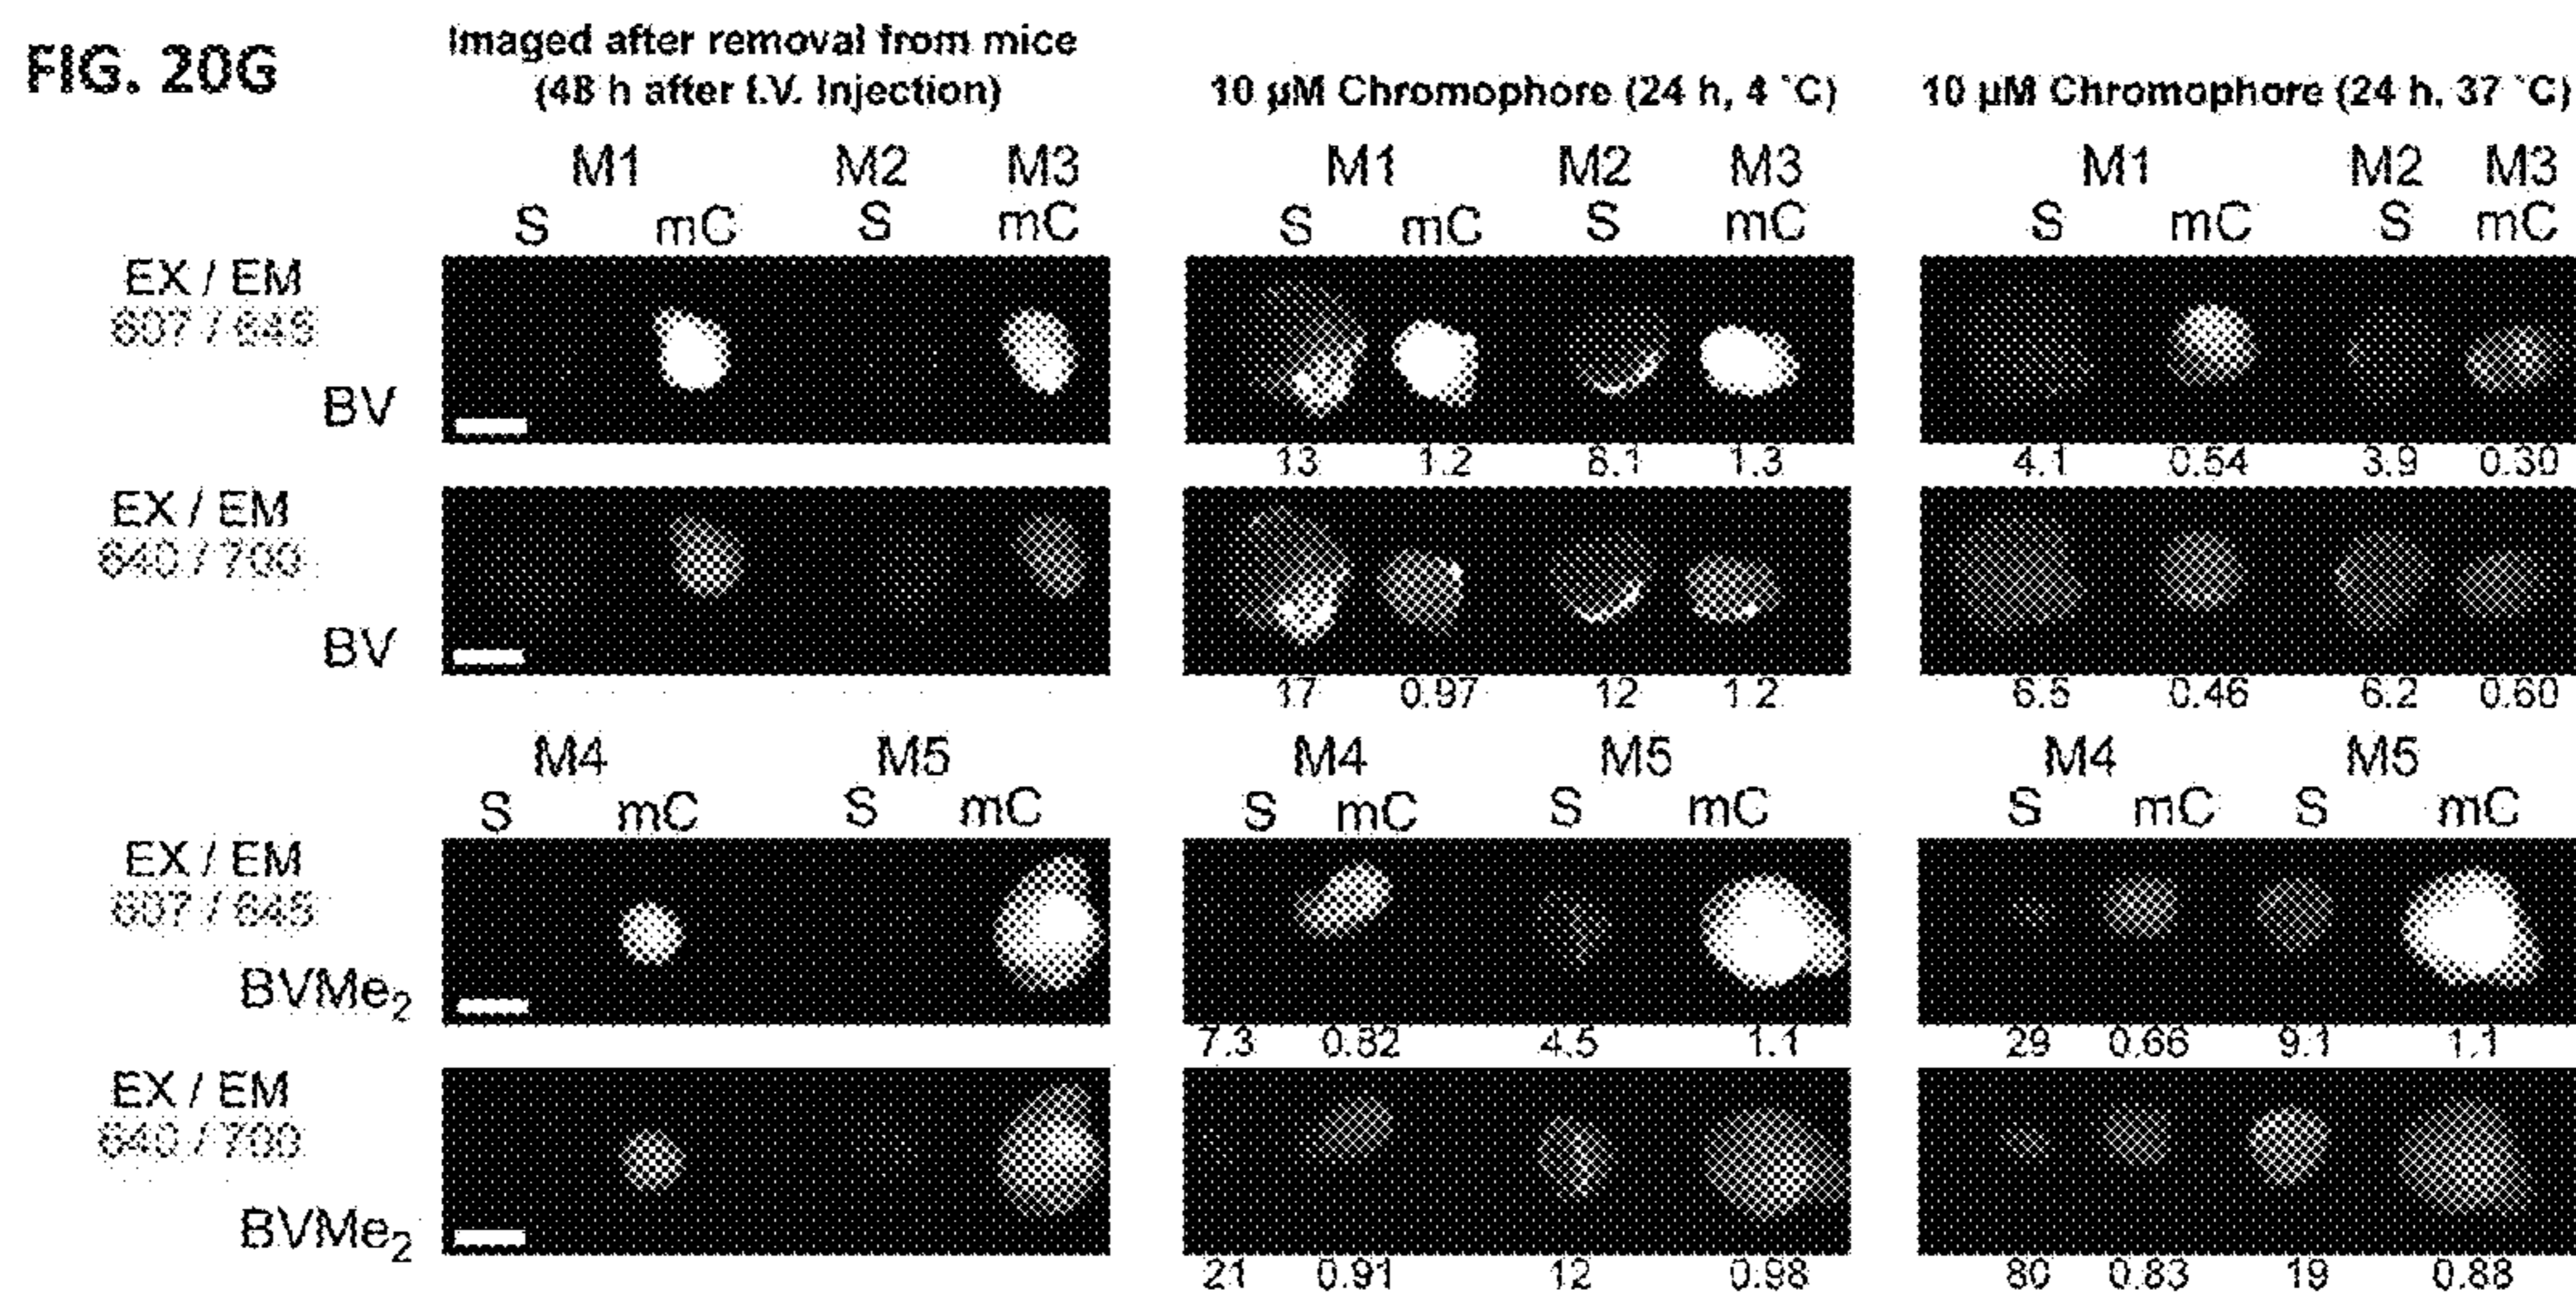 FIG. 20G
Imaged after removal from mice
(48 h after I.V. Injection)
10 µM Chromophore (24 h, 4 °C)
10 µM Chromophore (24 h, 37 °C)
M1 M2 M3
S mC S mC
M1 M2 M3
S mC S mC
M1 M2 M3
S mC S mC
EX / EM
607 / 645
BV
13 1.2 8.1 1.3
4.1 0.54 3.9 0.30
EX / EM
640 / 700
BV
17 0.97 12 1.2
6.5 0.46 6.2 0.60
M4 M5
S mC S mC
M4 M5
S mC S mC
M4 M5
S mC S mC
EX / EM
607 / 645
BVMe₂
7.3 0.82 4.5 1.1
29 0.66 9.1 1.1
EX / EM
640 / 700
BVMe₂
21 0.91 12 0.98
80 0.83 19 0.88